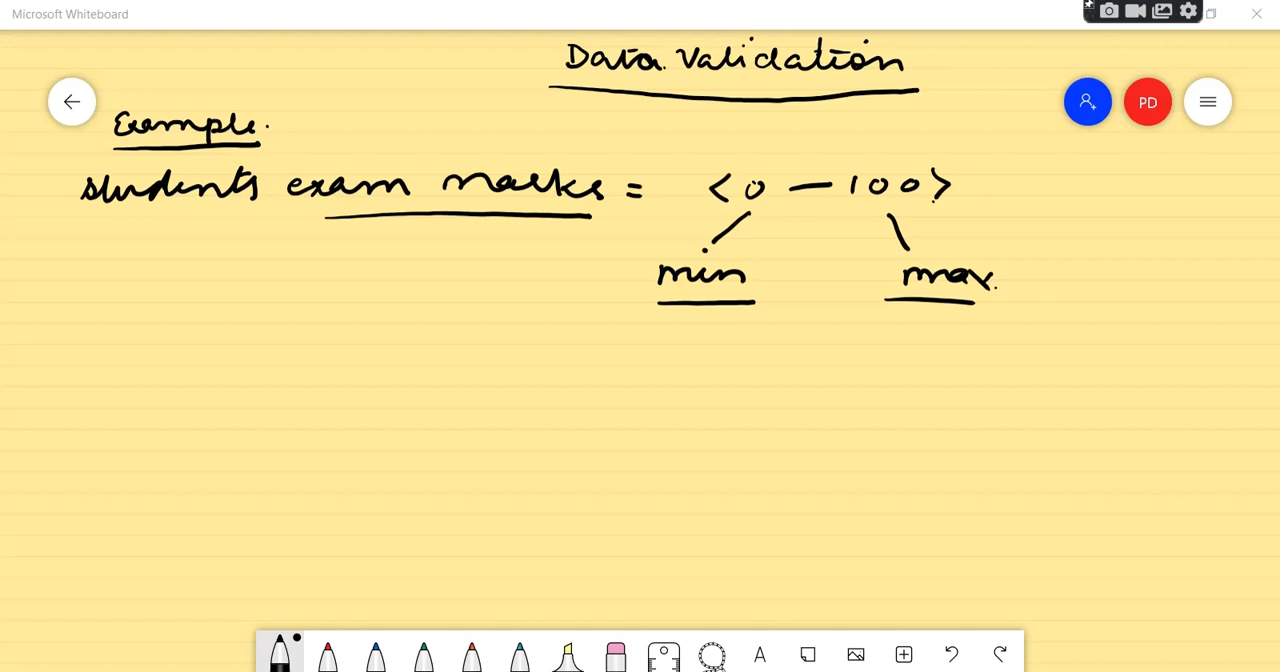 Microsoft Whiteboard
Data Validation
PD
Example.
students exam marks = <0 — 100>
min max.
A